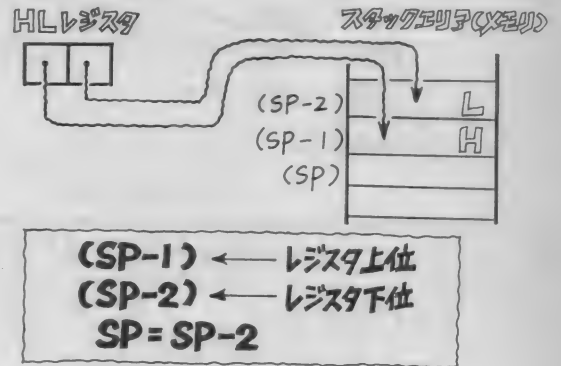 HLレジスタ
スタックエリア(メモリ)
(SP-2)
L
(SP-1)
H
(SP)
(SP-1) ← レジスタ上位
(SP-2) ← レジスタ下位
SP = SP-2